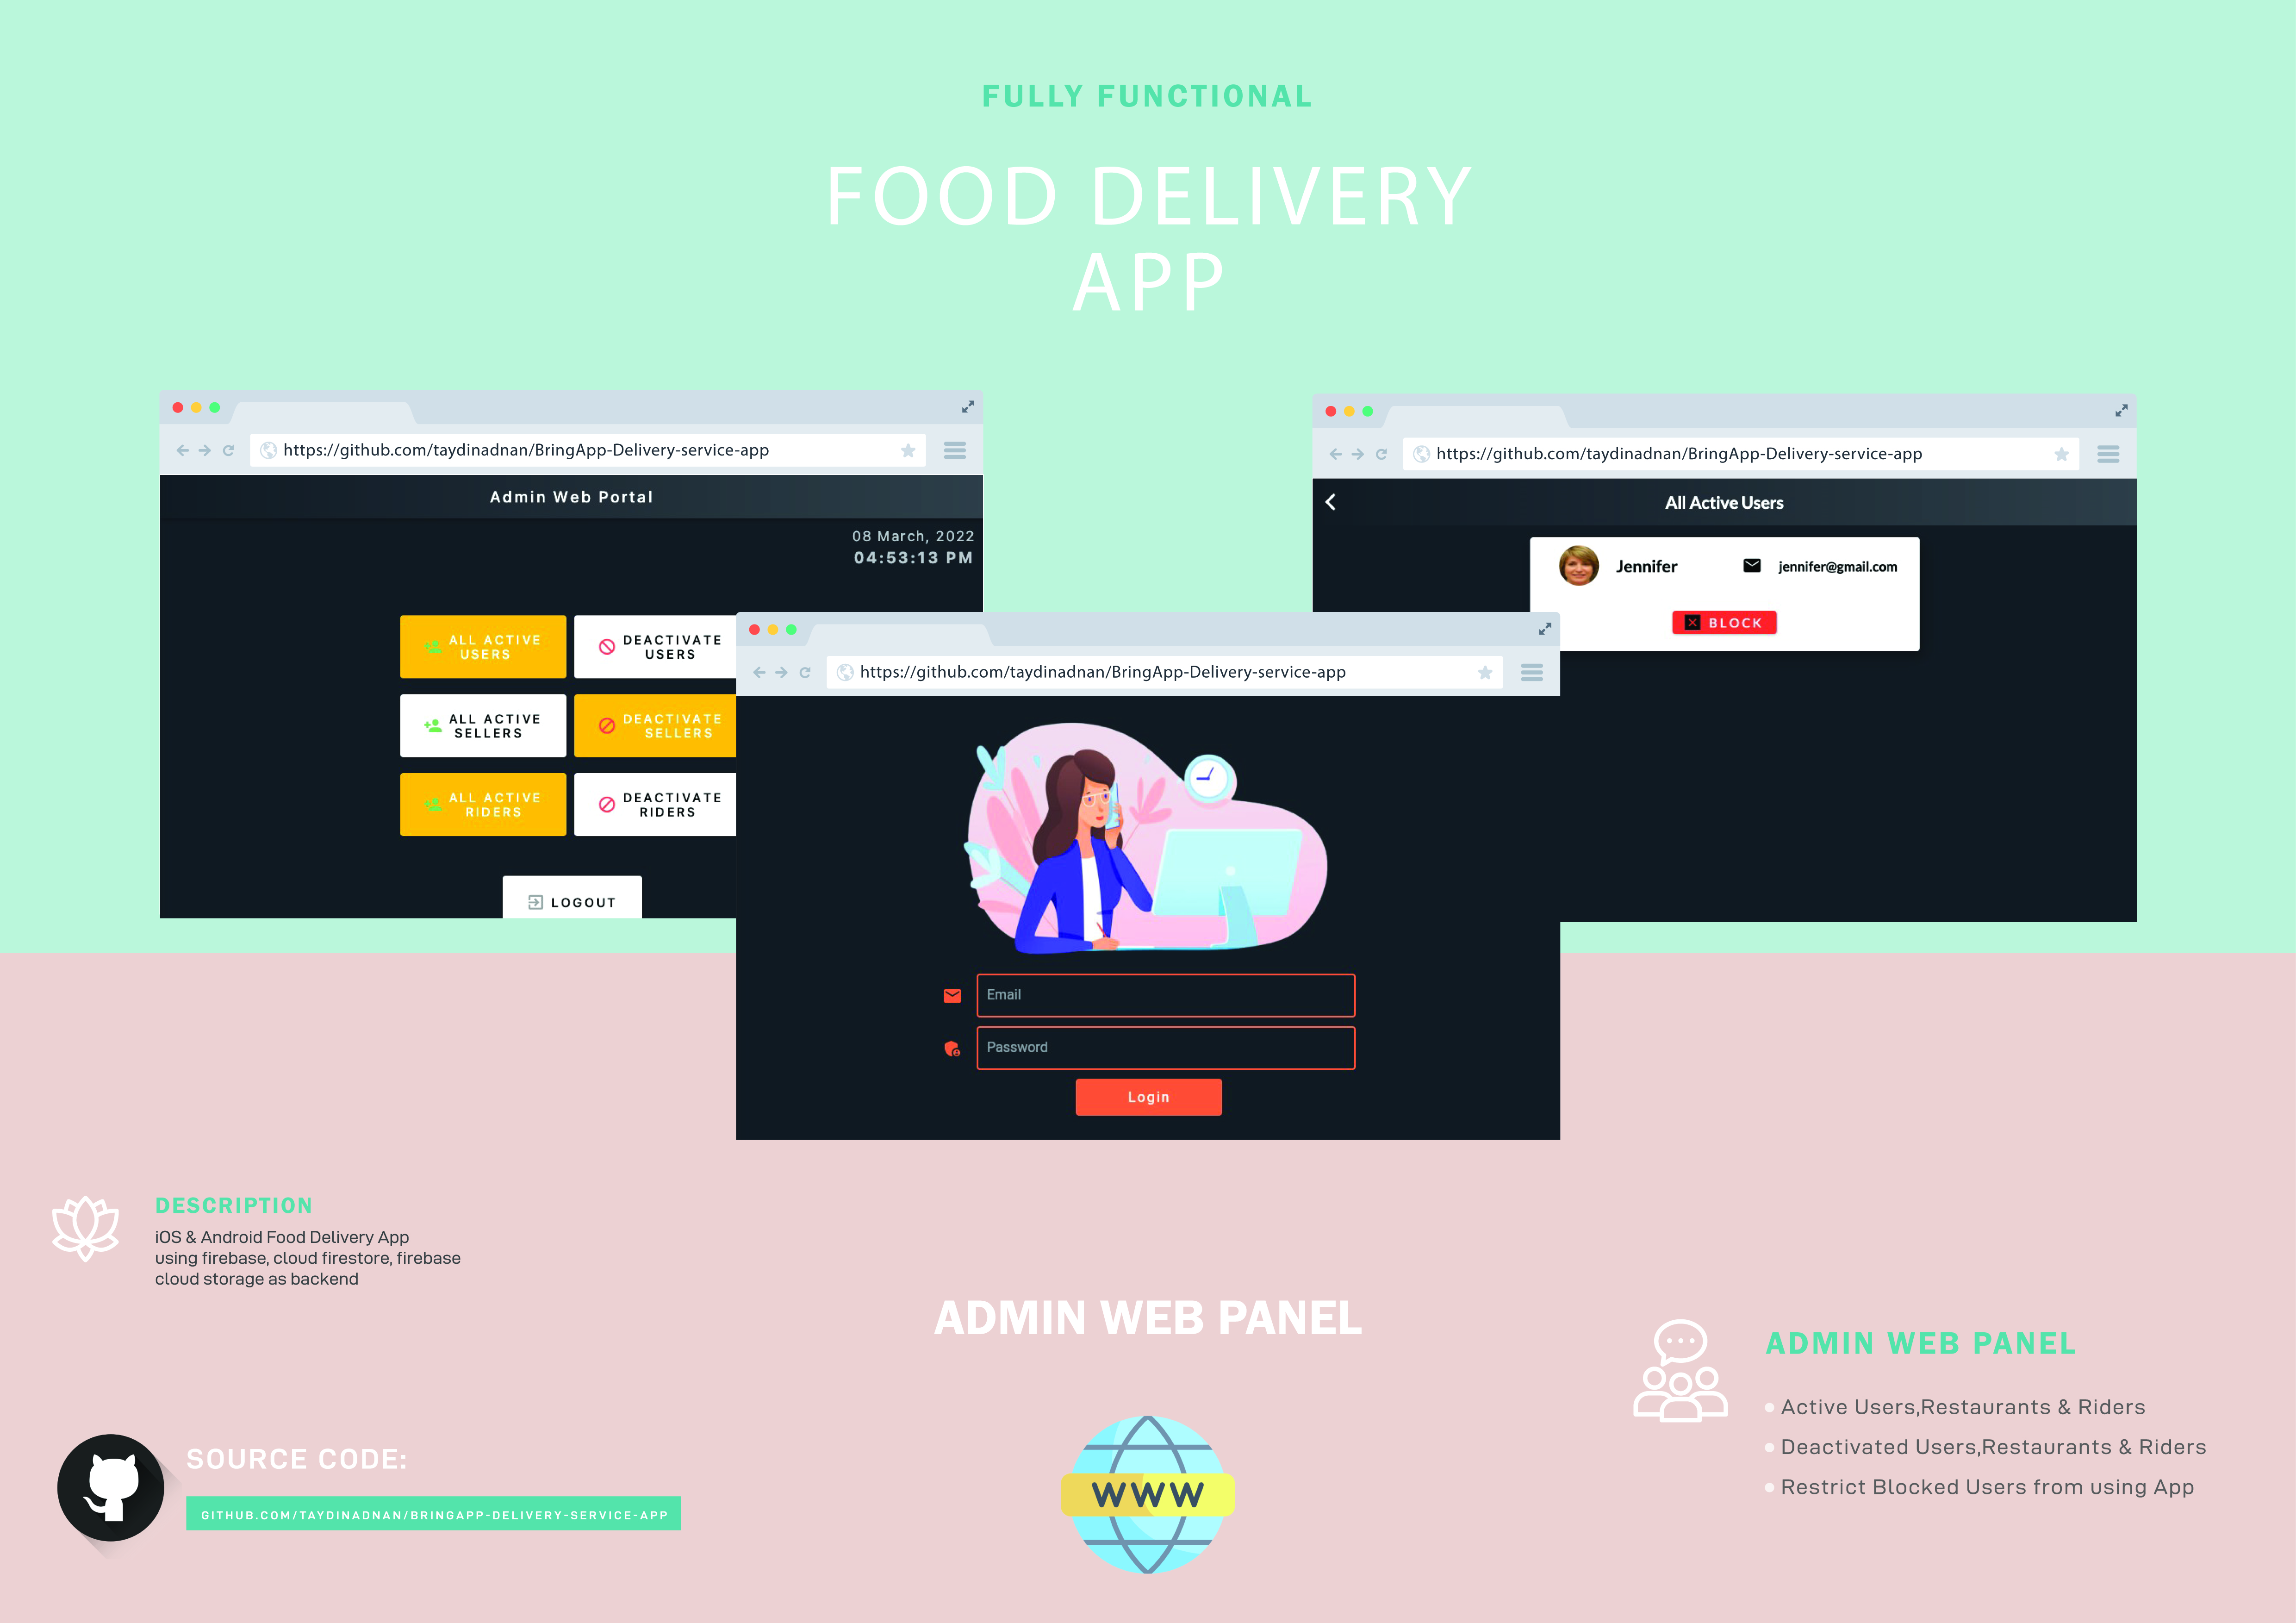 FULLY FUNCTIONAL
FOOD DELIVERY
APP
https://github.com/taydinadnan/BringApp-Delivery-service-app
Admin Web Portal
08 March, 2022
04:53:13 PM
ALL ACTIVE
USERS
DEACTIVATE
USERS
ALL ACTIVE
SELLERS
DEACTIVATE
SELLERS
ALL ACTIVE
RIDERS
DEACTIVATE
RIDERS
LOGOUT
https://github.com/taydinadnan/BringApp-Delivery-service-app
All Active Users
Jennifer
jennifer@gmail.com
BLOCK
https://github.com/taydinadnan/BringApp-Delivery-service-app
Email
Password
Login
DESCRIPTION
iOS & Android Food Delivery App
using firebase, cloud firestore, firebase
cloud storage as backend
SOURCE CODE:
GITHUB.COM/TAYDINADNAN/BRINGAPP-DELIVERY-SERVICE-APP
ADMIN WEB PANEL
WWW
ADMIN WEB PANEL
• Active Users,Restaurants & Riders
• Deactivated Users,Restaurants & Riders
• Restrict Blocked Users from using App